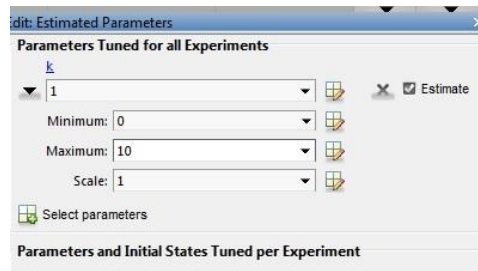 dit: Estimated Parameters
Parameters Tuned for all Experiments
k
1 Estimate
Minimum: 0
Maximum: 10
Scale: 1
Select parameters
Parameters and Initial States Tuned per Experiment